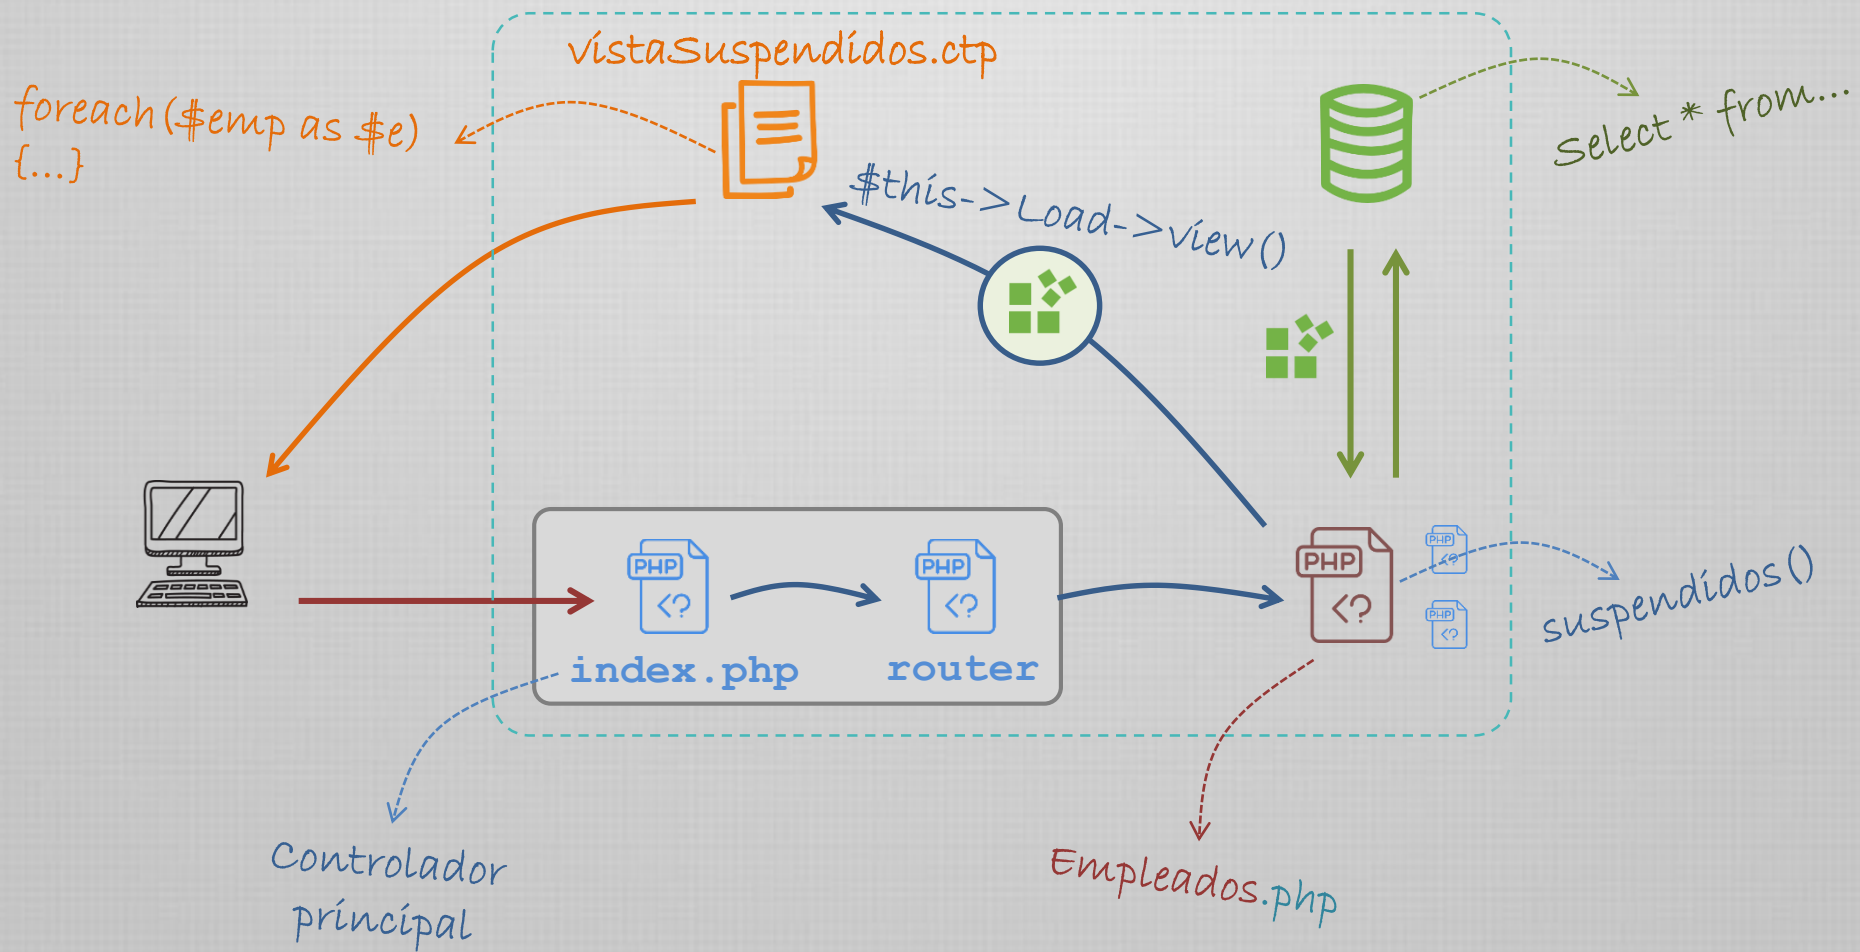 vistaSuspendidos.ctp
foreach($emp as $e)
{...}
Select * from...
$this->Load->view()
PHP
<?
index.php
PHP
<?
router
PHP
<?
PHP
<?
PHP
<?
suspendidos()
Controlador
principal
Empleados.php